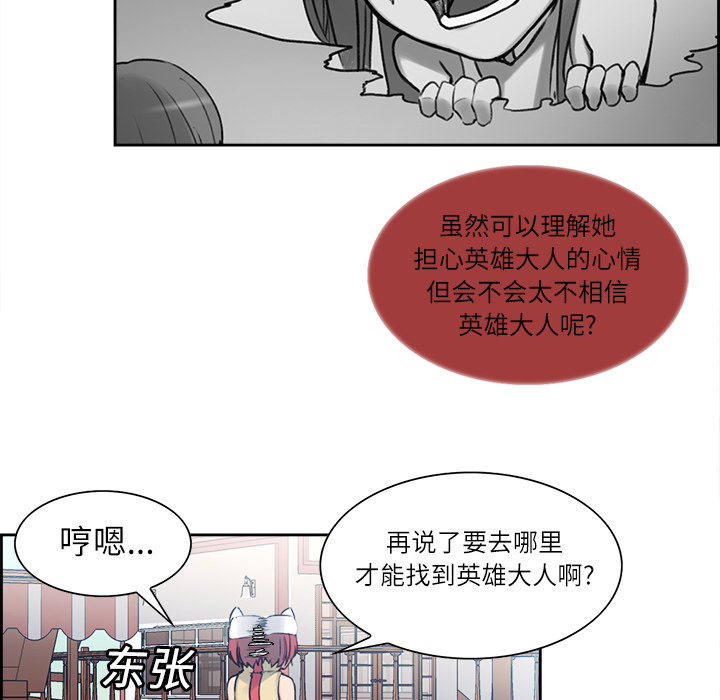 虽然可以理解她
担心英雄大人的心情
但会不会太不相信
英雄大人呢?
哼嗯...
再说了要去哪里
才能找到英雄大人啊?
东张